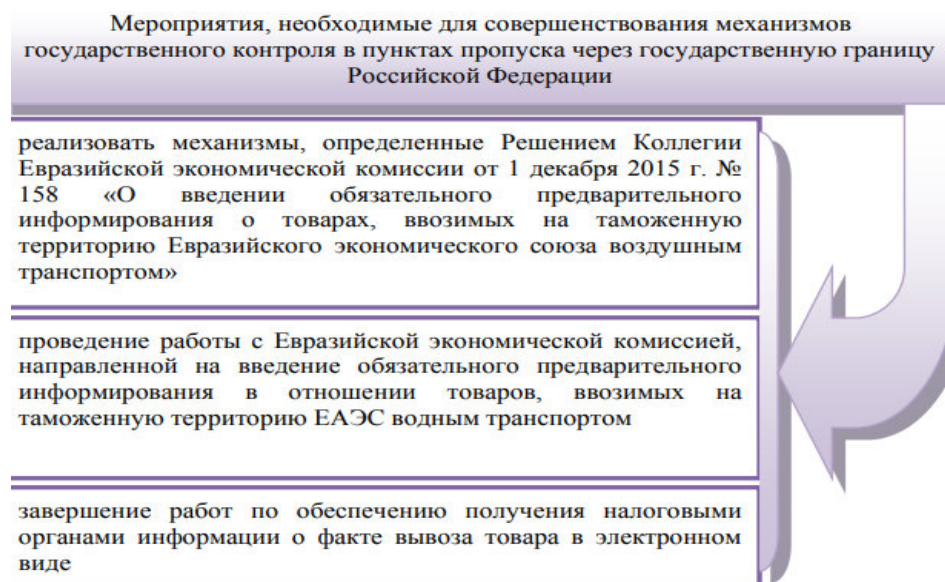 Мероприятия, необходимые для совершенствования механизмов
государственного контроля в пунктах пропуска через государственную границу
Российской Федерации
реализовать механизмы, определенные Решением Коллегии
Евразийской экономической комиссии от 1 декабря 2015 г. №
158 «О введении обязательного предварительного
информирования о товарах, ввозимых на таможенную
территорию Евразийского экономического союза воздушным
транспортом»
проведение работы с Евразийской экономической комиссией,
направленной на введение обязательного предварительного
информирования в отношении товаров, ввозимых на
таможенную территорию ЕАЭС водным транспортом
завершение работ по обеспечению получения налоговыми
органами информации о факте вывоза товара в электронном
виде